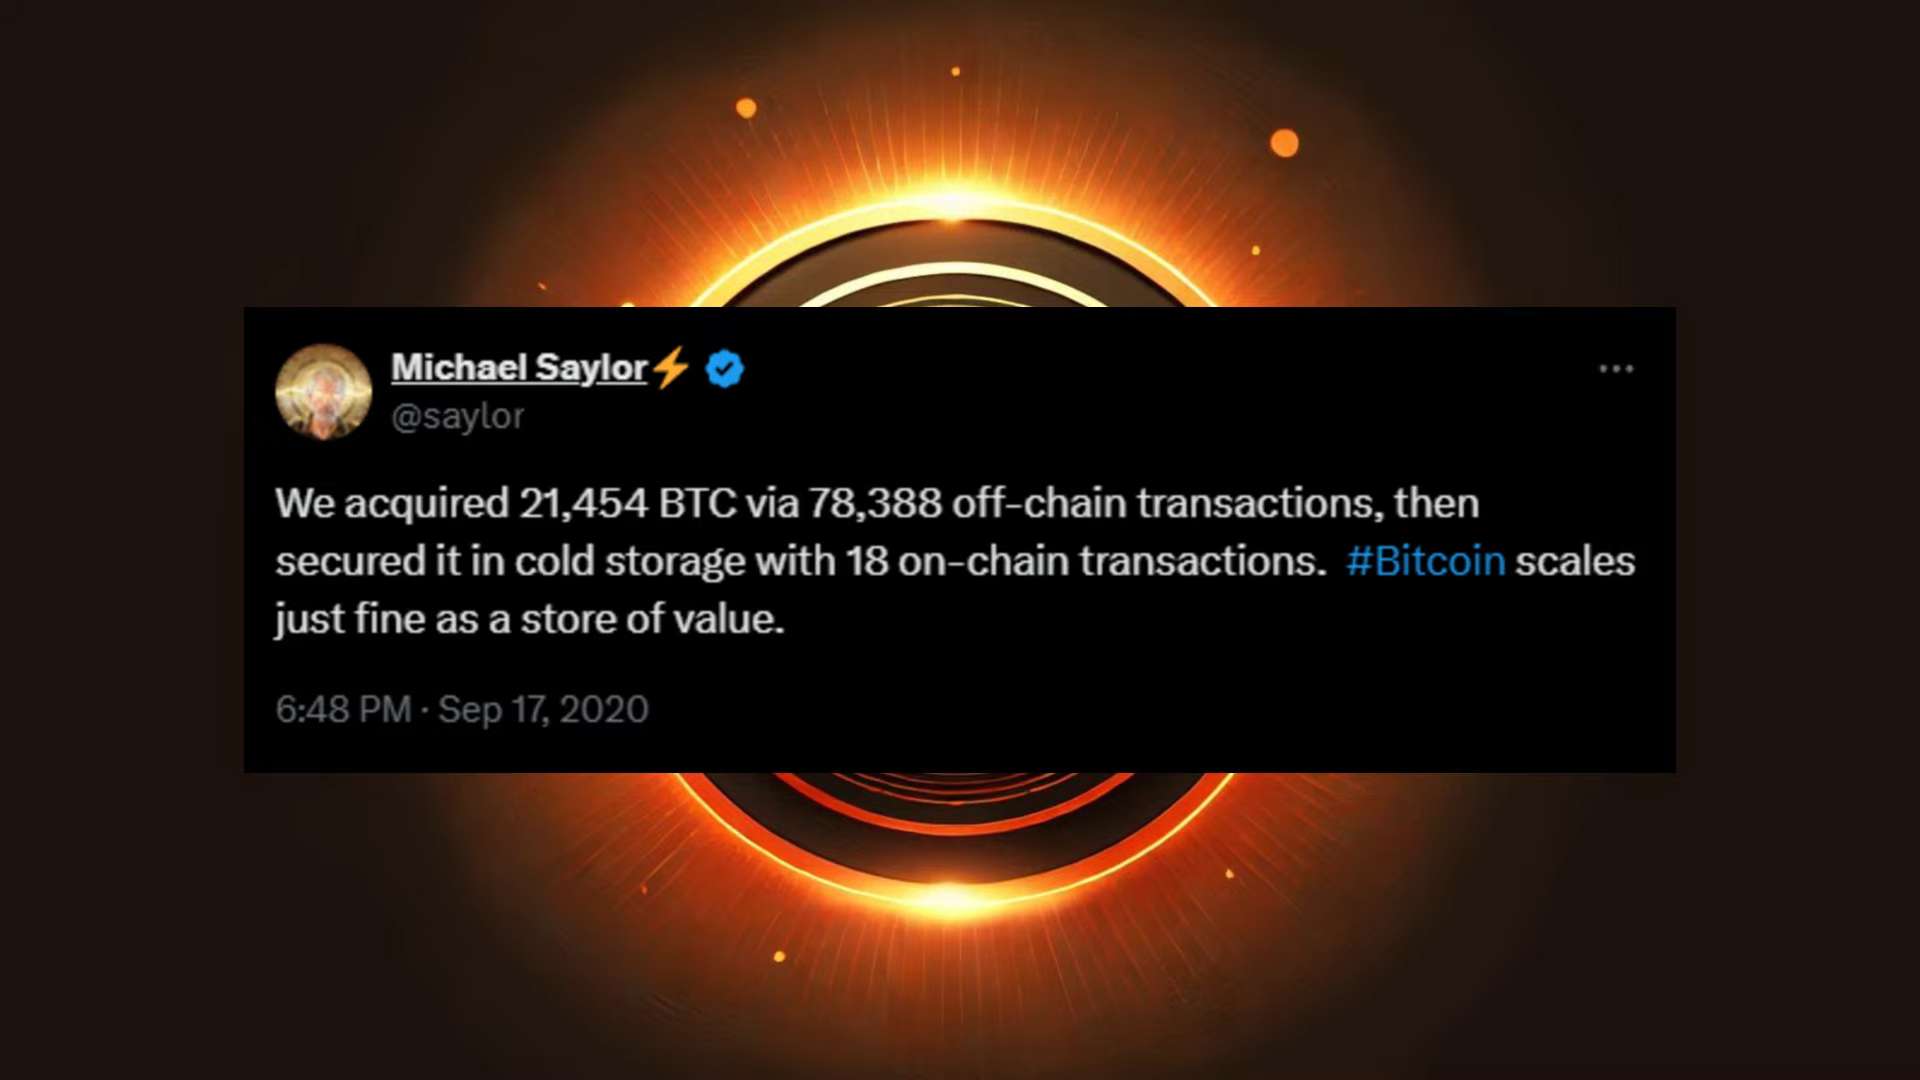 Michael Saylor⚡
@saylor
We acquired 21,454 BTC via 78,388 off-chain transactions, then
secured it in cold storage with 18 on-chain transactions.  #Bitcoin scales
just fine as a store of value.
6:48 PM · Sep 17, 2020